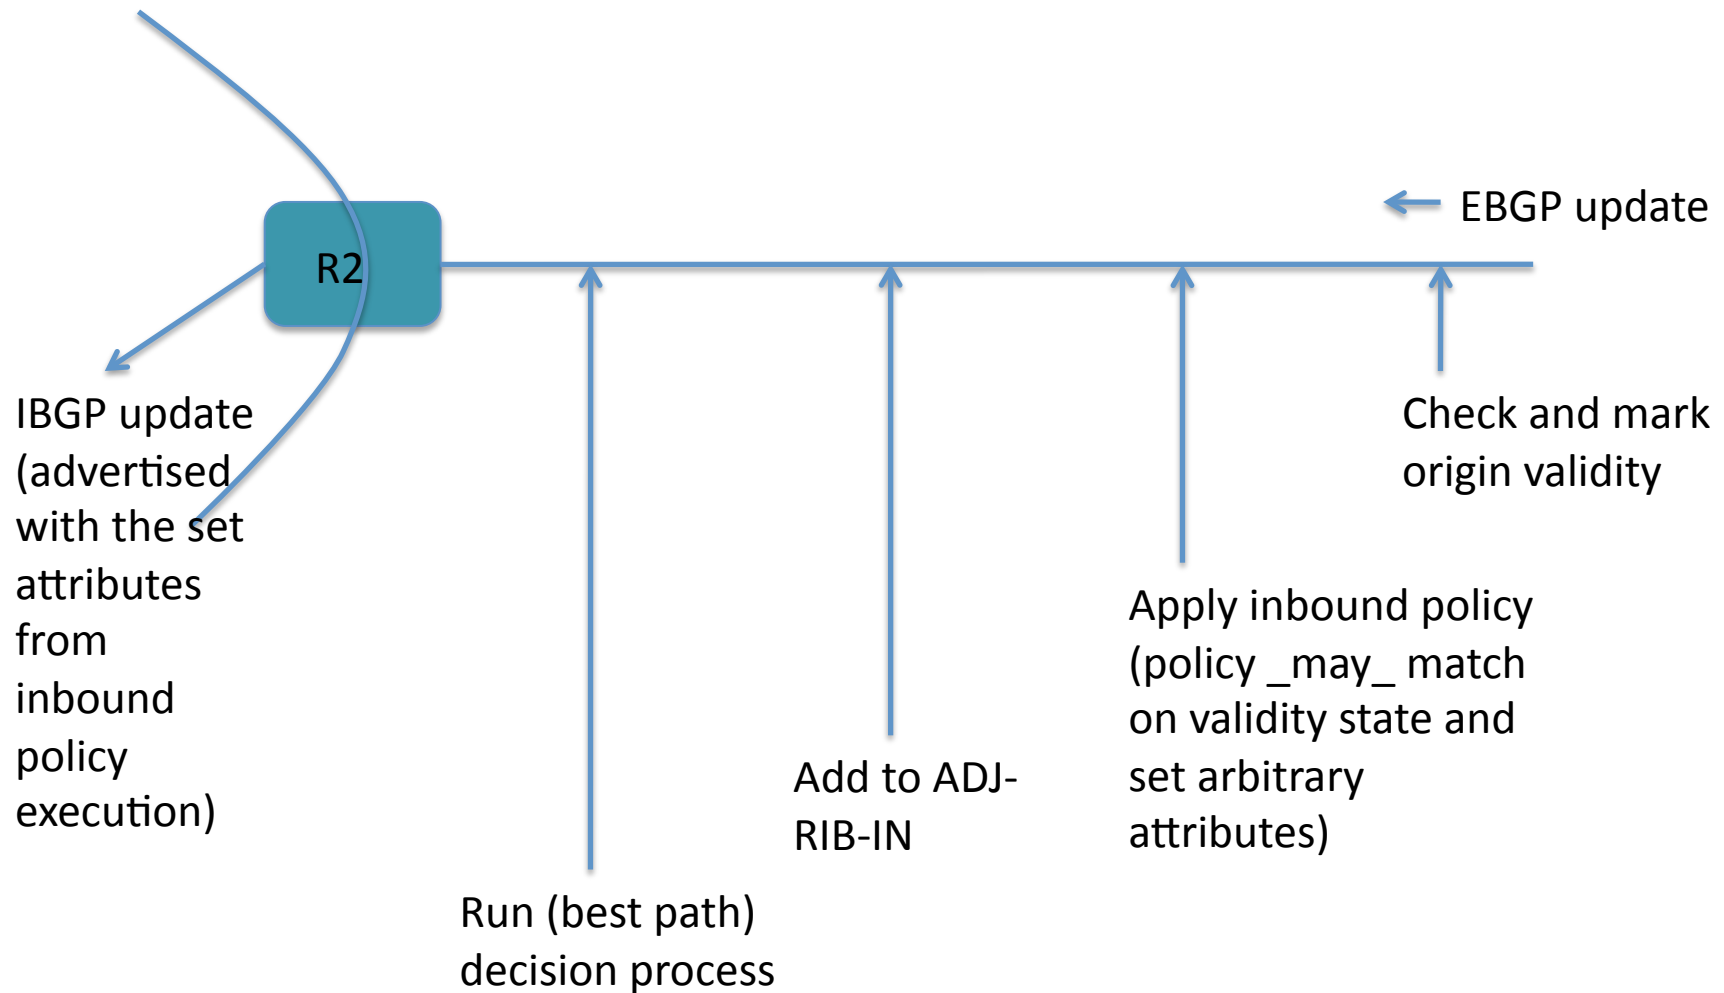 EBGP update
R2
IBGP update
(advertised
with the set
attributes
from
inbound
policy
execution)
Check and mark
origin validity
Apply inbound policy
(policy _may_ match
on validity state and
set arbitrary
attributes)
Add to ADJ-
RIB-IN
Run (best path)
decision process